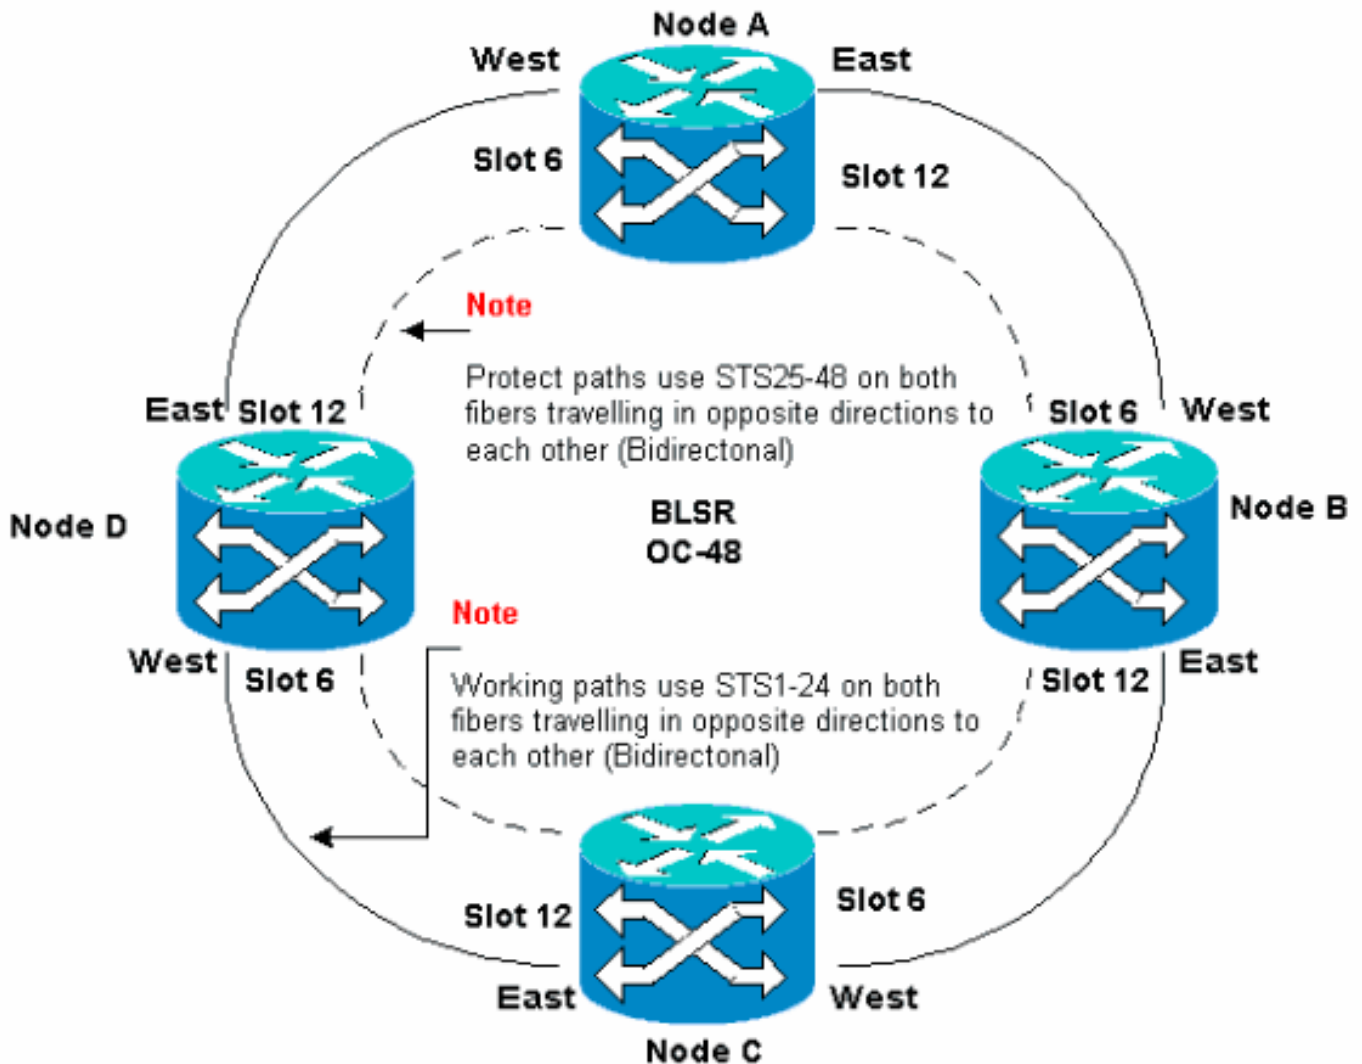 Node A
West
East
Slot 6
Slot 12
Note
Protect paths use STS25-48 on both
fibers travelling in opposite directions to
each other (Bidirectonal)
East
Slot 12
Slot 6
West
BLSR
OC-48
Node D
Node B
Note
West
Slot 6
Working paths use STS1-24 on both
fibers travelling in opposite directions to
each other (Bidirectonal)
Slot 12
East
Slot 12
Slot 6
East
West
Node C